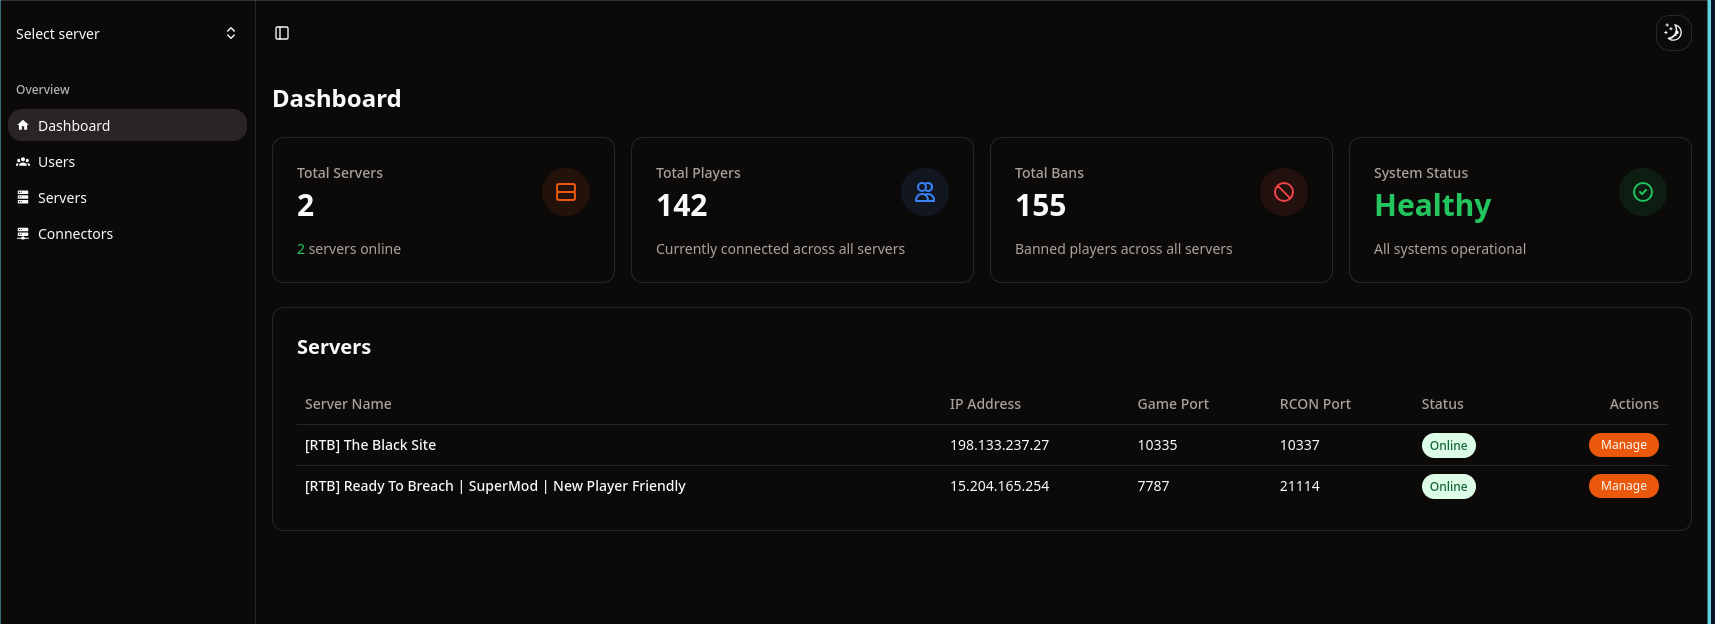 Select server
Overview
Dashboard
Users
Servers
Connectors
Dashboard
Total Servers
2
2 servers online
Total Players
142
Currently connected across all servers
Total Bans
155
Banned players across all servers
System Status
Healthy
All systems operational
Servers
Server Name IP Address Game Port RCON Port Status Actions
[RTB] The Black Site 198.133.237.27 10335 10337 Online Manage
[RTB] Ready To Breach | SuperMod | New Player Friendly 15.204.165.254 7787 21114 Online Manage